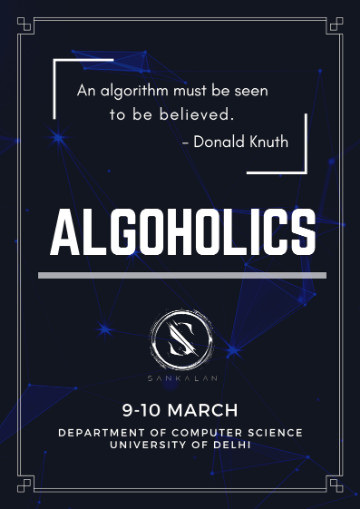 An algorithm must be seen
to be believed.
- Donald Knuth
ALGOHOLICS
S
SANKALAN
9-10 MARCH
DEPARTMENT OF COMPUTER SCIENCE
UNIVERSITY OF DELHI